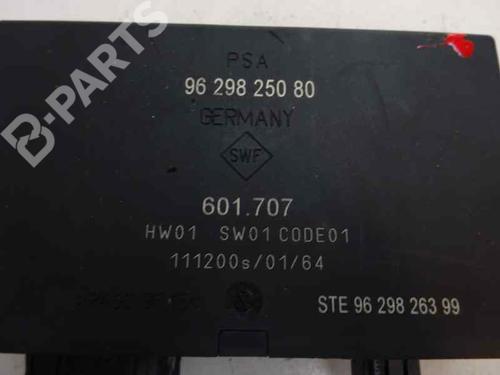 B-PARTS
PSA
96 298 250 80
GERMANY
SWF
601.707
HW01 SW01 CODE01
111200s/01/64
STE 96 298 263 99